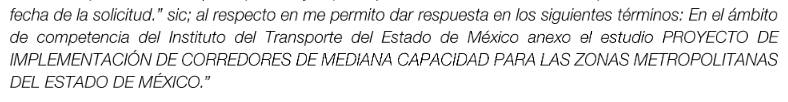 fecha de la solicitud.” sic; al respecto en me permito dar respuesta en los siguientes términos: En el ámbito
de competencia del Instituto del Transporte del Estado de México anexo el estudio PROYECTO DE
IMPLEMENTACIÓN DE CORREDORES DE MEDIANA CAPACIDAD PARA LAS ZONAS METROPOLITANAS
DEL ESTADO DE MÉXICO.”